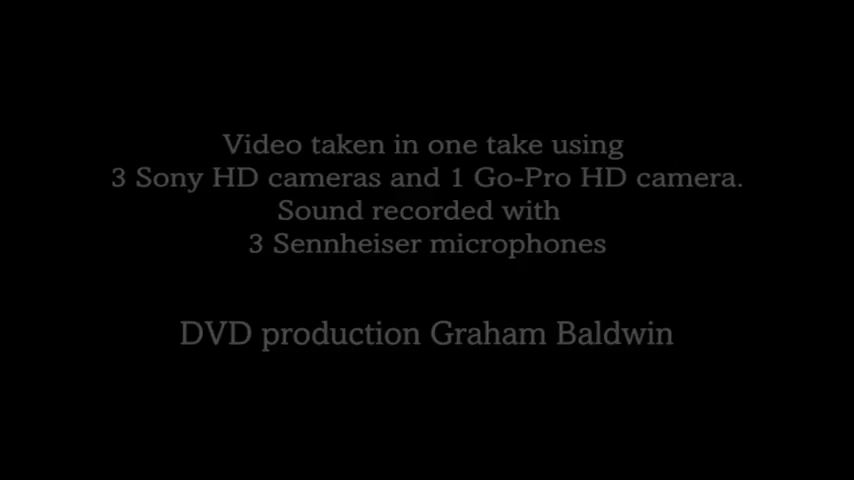 Video taken in one take using
3 Sony HD cameras and 1 Go-Pro HD camera.
Sound recorded with
3 Sennheiser microphones
DVD production Graham Baldwin